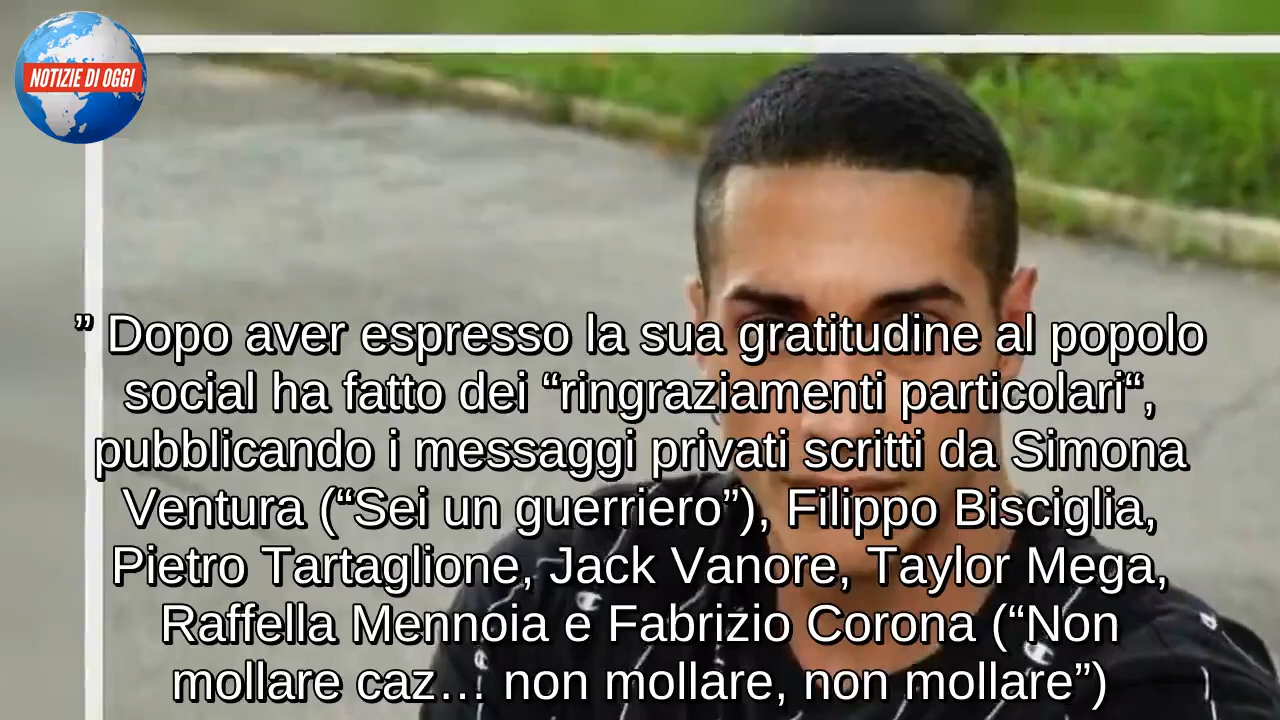 NOTIZIE DI OGGI
” Dopo aver espresso la sua gratitudine al popolo
social ha fatto dei “ringraziamenti particolari“,
pubblicando i messaggi privati scritti da Simona
Ventura (“Sei un guerriero”), Filippo Bisciglia,
Pietro Tartaglione, Jack Vanore, Taylor Mega,
Raffella Mennoia e Fabrizio Corona (“Non
mollare caz… non mollare, non mollare”)